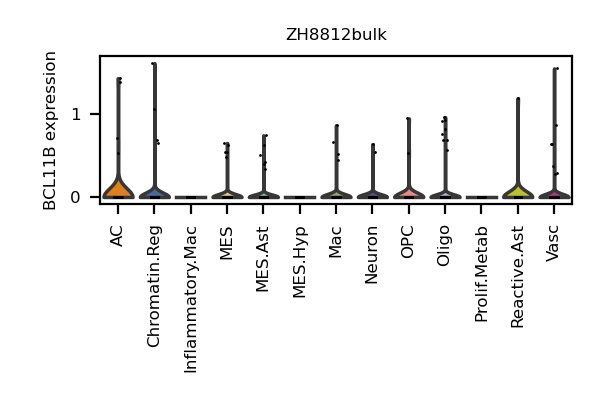 ZH8812bulk
BCL11B expression
1
0
AC
Chromatin.Reg
Inflammatory.Mac
MES
MES.Ast
MES.Hyp
Mac
Neuron
OPC
Oligo
Prolif.Metab
Reactive.Ast
Vasc